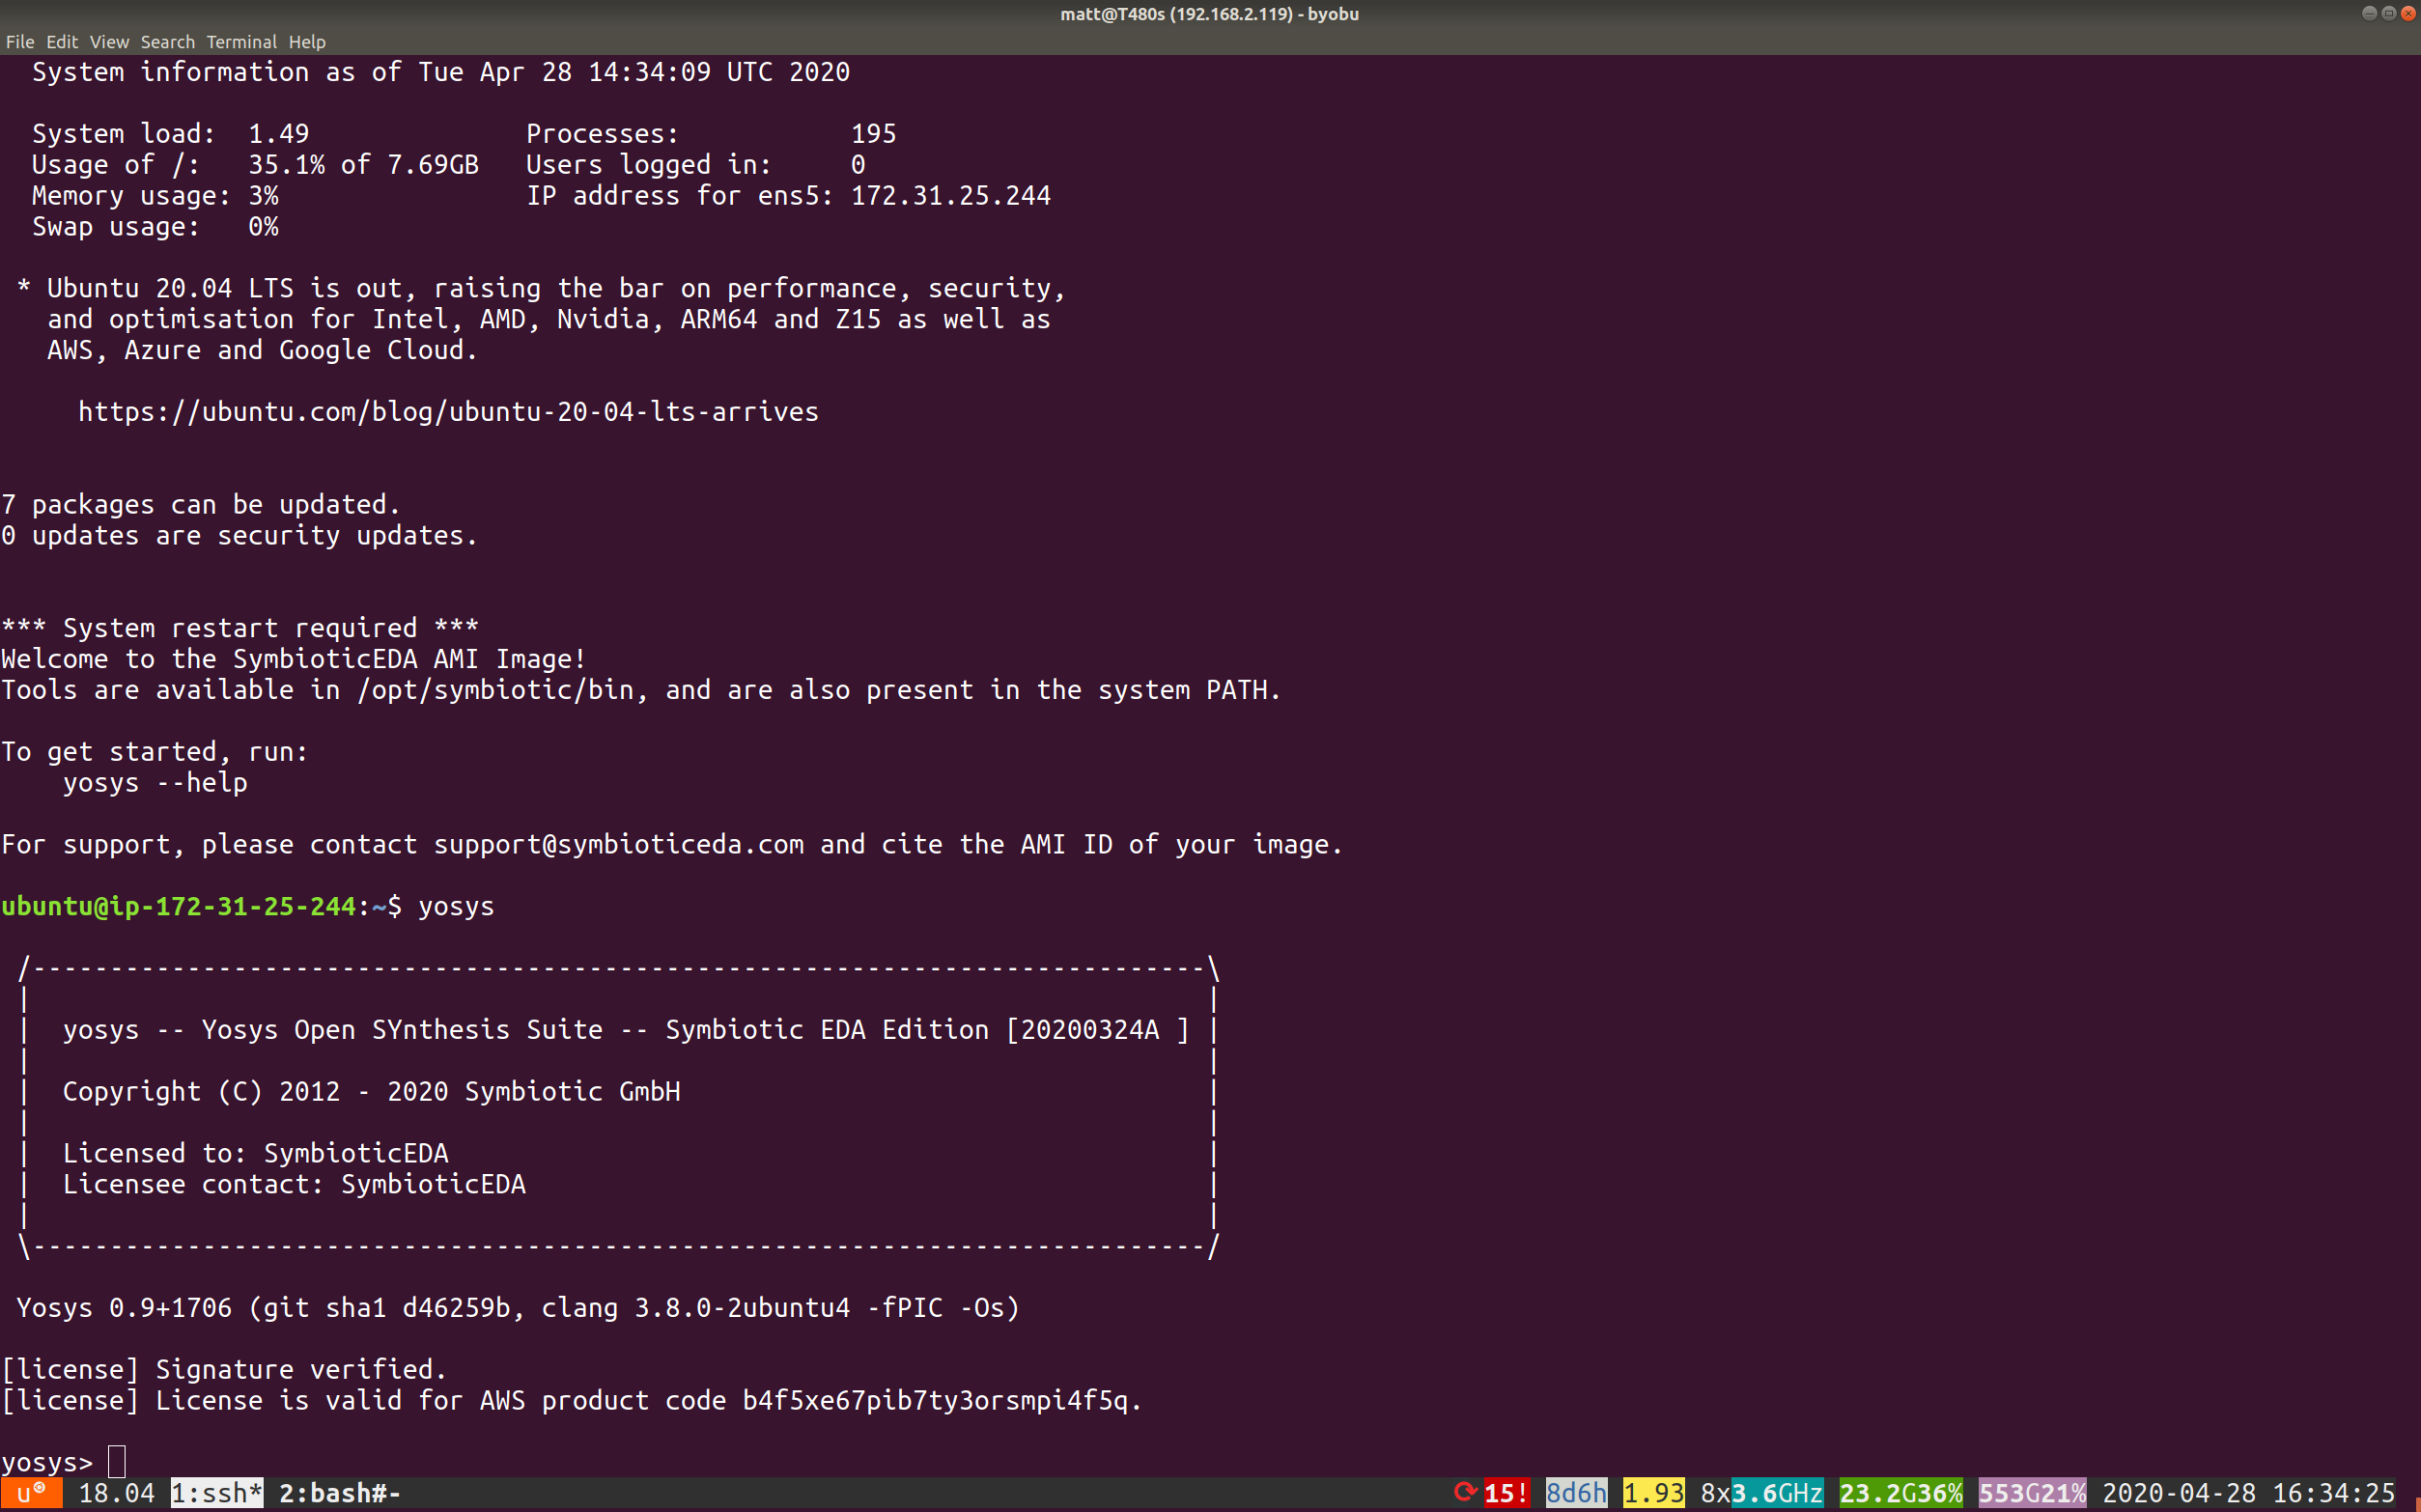 matt@T480s (192.168.2.119) - byobu
File Edit View Search Terminal Help
  System information as of Tue Apr 28 14:34:09 UTC 2020

  System load:  1.49              Processes:           195
  Usage of /:   35.1% of 7.69GB   Users logged in:     0
  Memory usage: 3%                IP address for ens5: 172.31.25.244
  Swap usage:   0%

 * Ubuntu 20.04 LTS is out, raising the bar on performance, security,
   and optimisation for Intel, AMD, Nvidia, ARM64 and Z15 as well as
   AWS, Azure and Google Cloud.

     https://ubuntu.com/blog/ubuntu-20-04-lts-arrives


7 packages can be updated.
0 updates are security updates.


*** System restart required ***
Welcome to the SymbioticEDA AMI Image!
Tools are available in /opt/symbiotic/bin, and are also present in the system PATH.

To get started, run:
    yosys --help

For support, please contact support@symbioticeda.com and cite the AMI ID of your image.

ubuntu@ip-172-31-25-244:~$ yosys

 /----------------------------------------------------------------------------\
 |                                                                            |
 |  yosys -- Yosys Open SYnthesis Suite -- Symbiotic EDA Edition [20200324A ] |
 |                                                                            |
 |  Copyright (C) 2012 - 2020 Symbiotic GmbH                                  |
 |                                                                            |
 |  Licensed to: SymbioticEDA                                                 |
 |  Licensee contact: SymbioticEDA                                            |
 |                                                                            |
 \----------------------------------------------------------------------------/

 Yosys 0.9+1706 (git sha1 d46259b, clang 3.8.0-2ubuntu4 -fPIC -Os)

[license] Signature verified.
[license] License is valid for AWS product code b4f5xe67pib7ty3orsmpi4f5q.

yosys>
u 18.04 1:ssh* 2:bash#- ⟳15! 8d6h 1.93 8x3.6GHz 23.2G36% 553G21% 2020-04-28 16:34:25